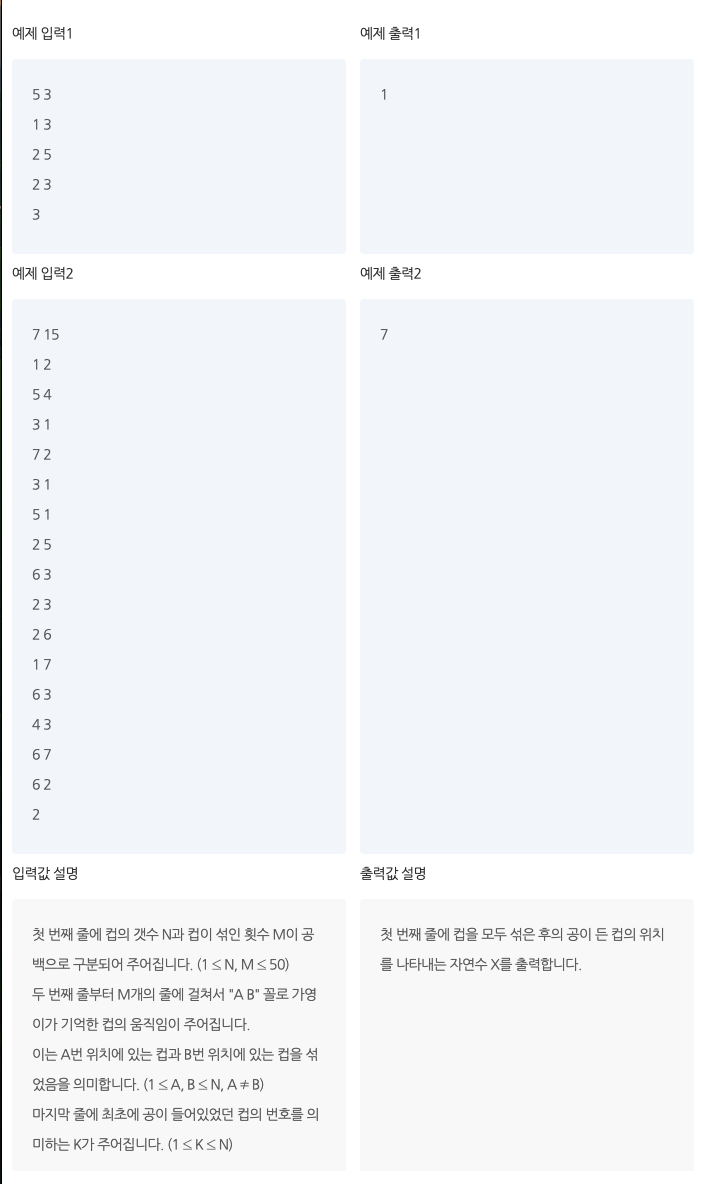 예제 입력1
예제 출력1
5 3
1 3
2 5
2 3
3
1
예제 입력2
예제 출력2
7 15
1 2
5 4
3 1
7 2
3 1
5 1
2 5
6 3
2 3
2 6
1 7
6 3
4 3
6 7
6 2
2
7
입력값 설명
첫 번째 줄에 컵의 갯수 N과 컵이 섞인 횟수 M이 공
백으로 구분되어 주어집니다. (1 ≤ N, M ≤ 50)
두 번째 줄부터 M개의 줄에 걸쳐서 "A B" 꼴로 가영
이가 기억한 컵의 움직임이 주어집니다.
이는 A번 위치에 있는 컵과 B번 위치에 있는 컵을 섞
었음을 의미합니다. (1 ≤ A, B ≤ N, A ≠ B)
마지막 줄에 최초에 공이 들어있었던 컵의 번호를 의
미하는 K가 주어집니다. (1 ≤ K ≤ N)
출력값 설명
첫 번째 줄에 컵을 모두 섞은 후의 공이 든 컵의 위치
를 나타내는 자연수 X를 출력합니다.